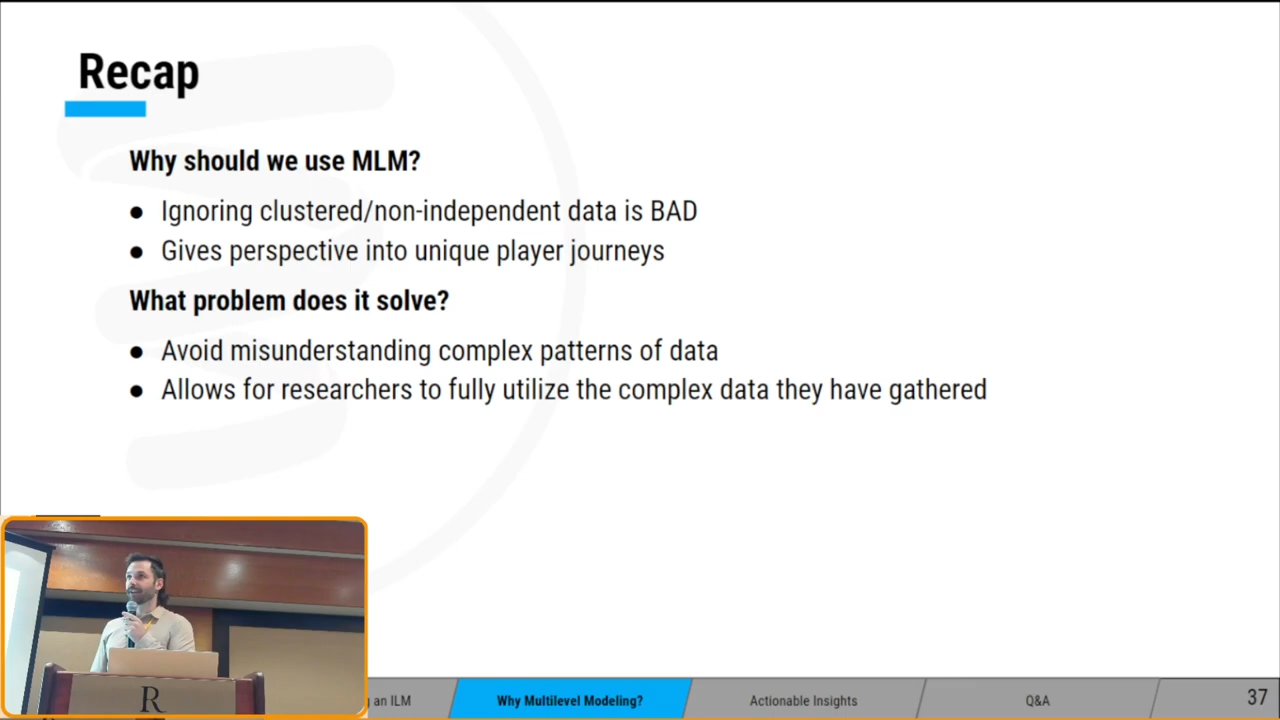 Recap
Why should we use MLM?
● Ignoring clustered/non-independent data is BAD
● Gives perspective into unique player journeys
What problem does it solve?
● Avoid misunderstanding complex patterns of data
● Allows for researchers to fully utilize the complex data they have gathered
R
an ILM
Why Multilevel Modeling?
Actionable Insights
Q&A
37